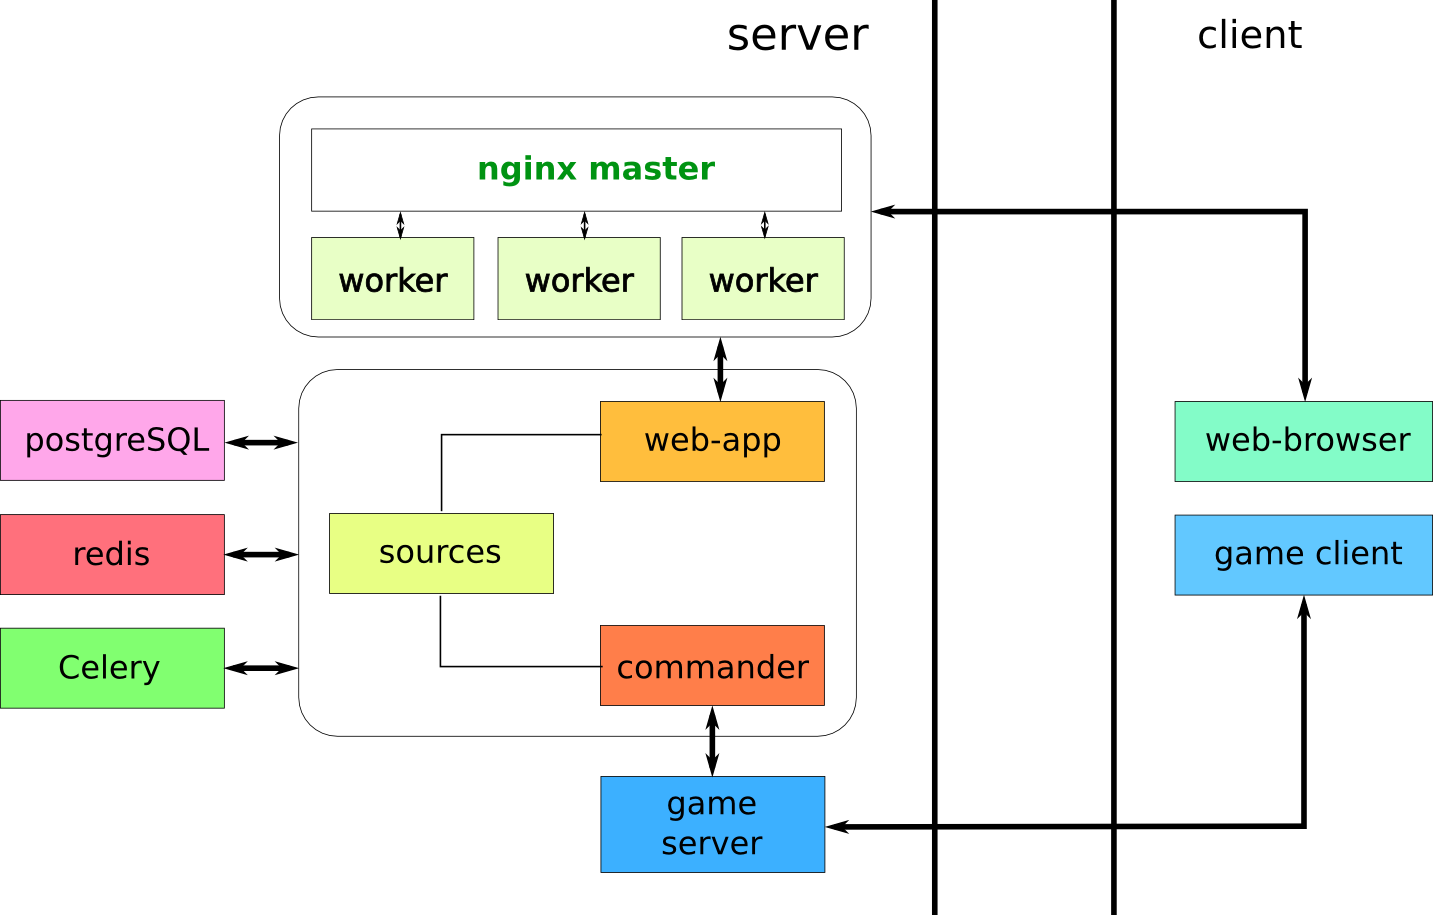 server
client
nginx master
worker
worker
worker
postgreSQL
web-app
web-browser
redis
sources
game client
Celery
commander
game
server